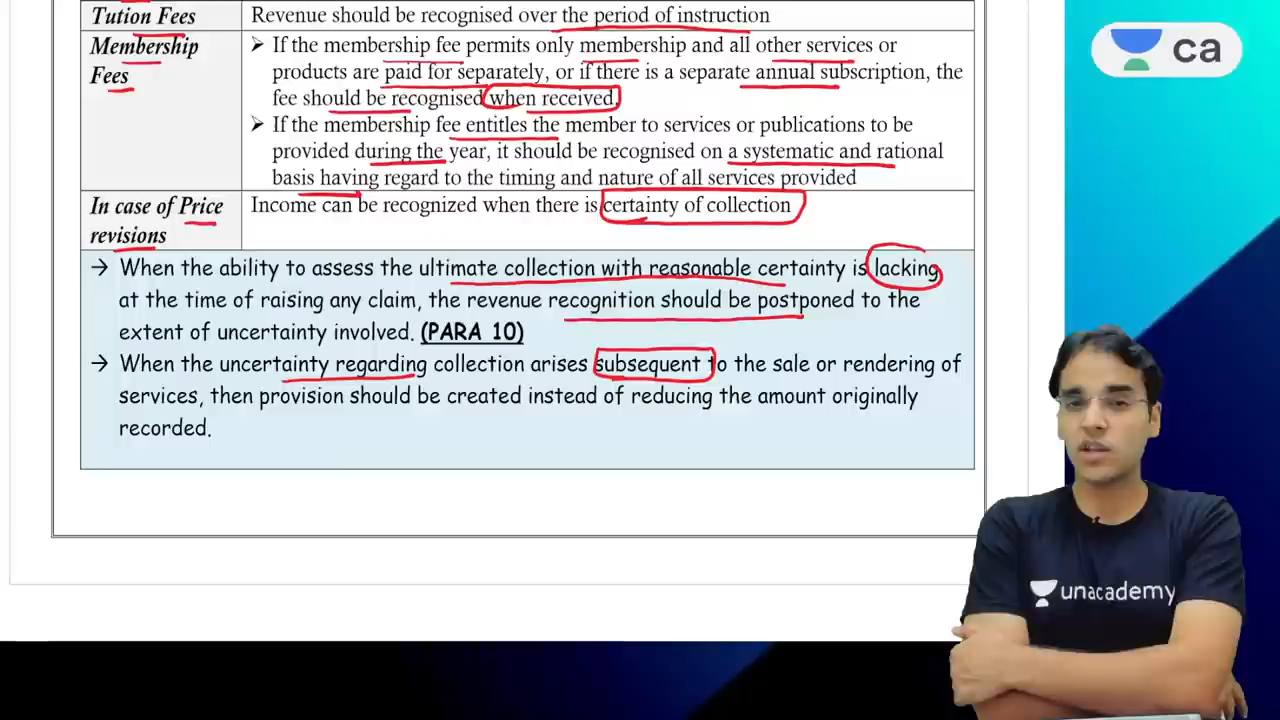 Tution Fees
Revenue should be recognised over the period of instruction
Membership
Fees
➢ If the membership fee permits only membership and all other services or
products are paid for separately, or if there is a separate annual subscription, the
fee should be recognised when received.
➢ If the membership fee entitles the member to services or publications to be
provided during the year, it should be recognised on a systematic and rational
basis having regard to the timing and nature of all services provided
In case of Price
revisions
Income can be recognized when there is certainty of collection
→ When the ability to assess the ultimate collection with reasonable certainty is lacking
at the time of raising any claim, the revenue recognition should be postponed to the
extent of uncertainty involved. (PARA 10)
→ When the uncertainty regarding collection arises subsequent to the sale or rendering of
services, then provision should be created instead of reducing the amount originally
recorded.
ca
unacademy